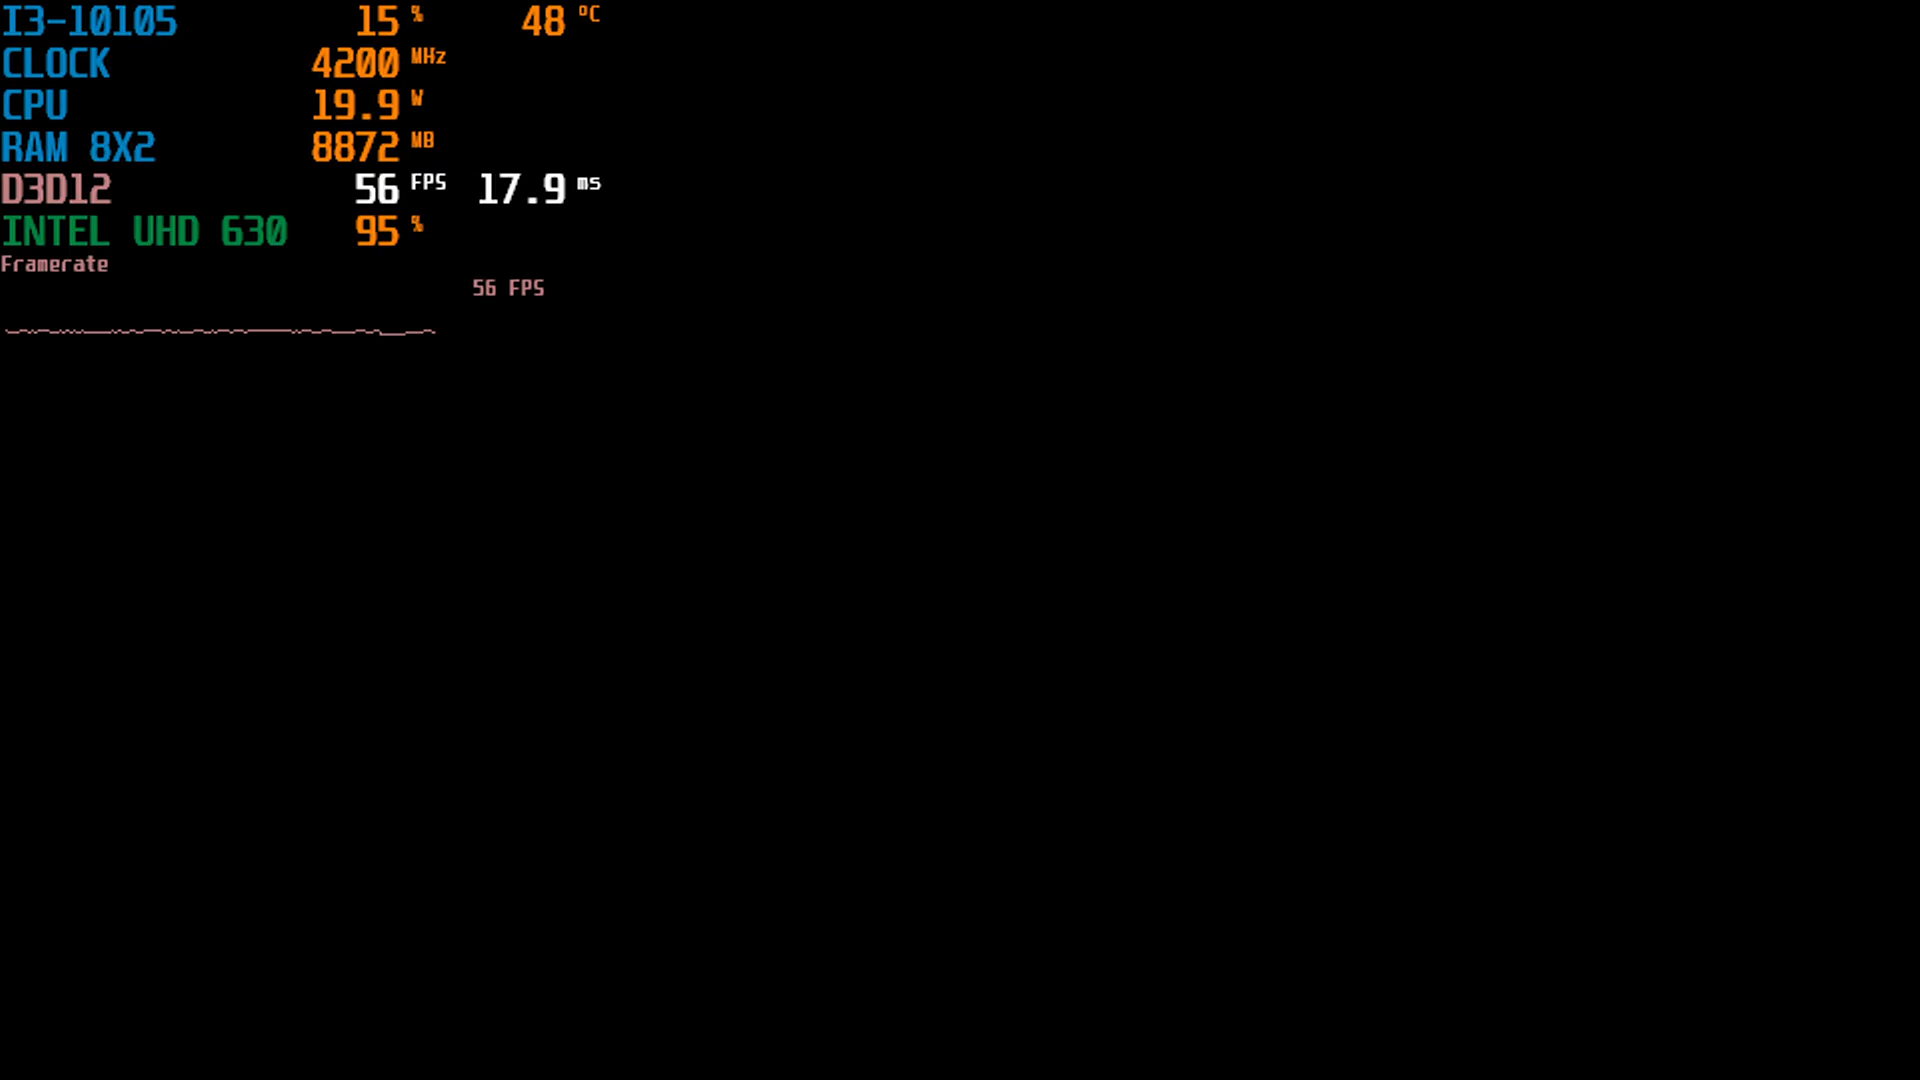 I3-10105 15 % 48 °C
CLOCK 4200 MHz
CPU 19.9 W
RAM 8X2 8872 MB
D3D12 56 FPS 17.9 ms
INTEL UHD 630 95 %
Framerate
56 FPS